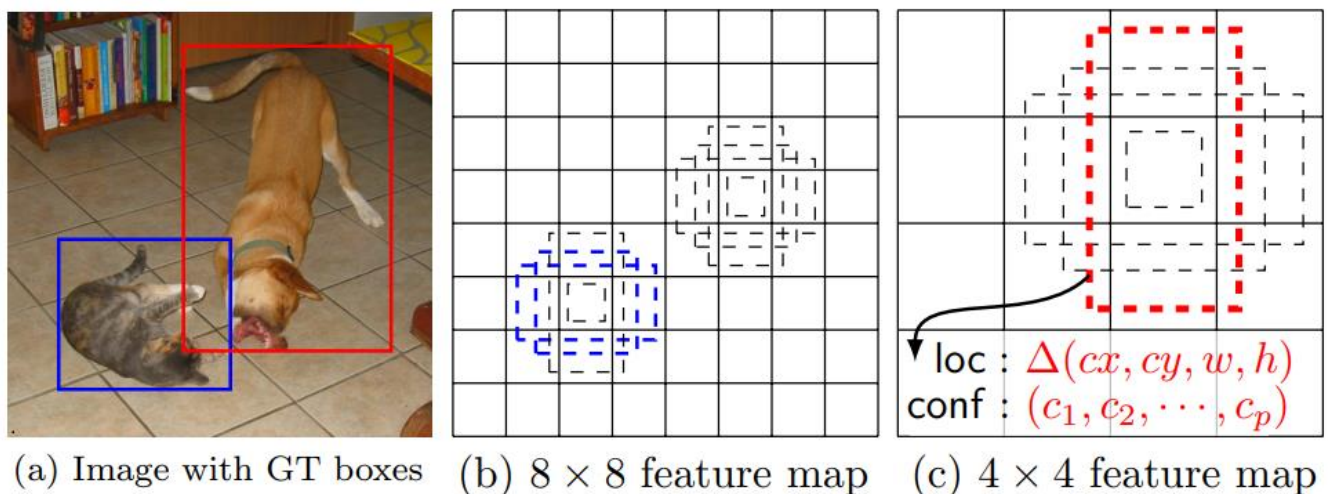 loc : Δ(cx, cy, w, h)
conf : (c₁, c₂, ⋯, cₚ)
(a) Image with GT boxes
(b) 8 × 8 feature map
(c) 4 × 4 feature map